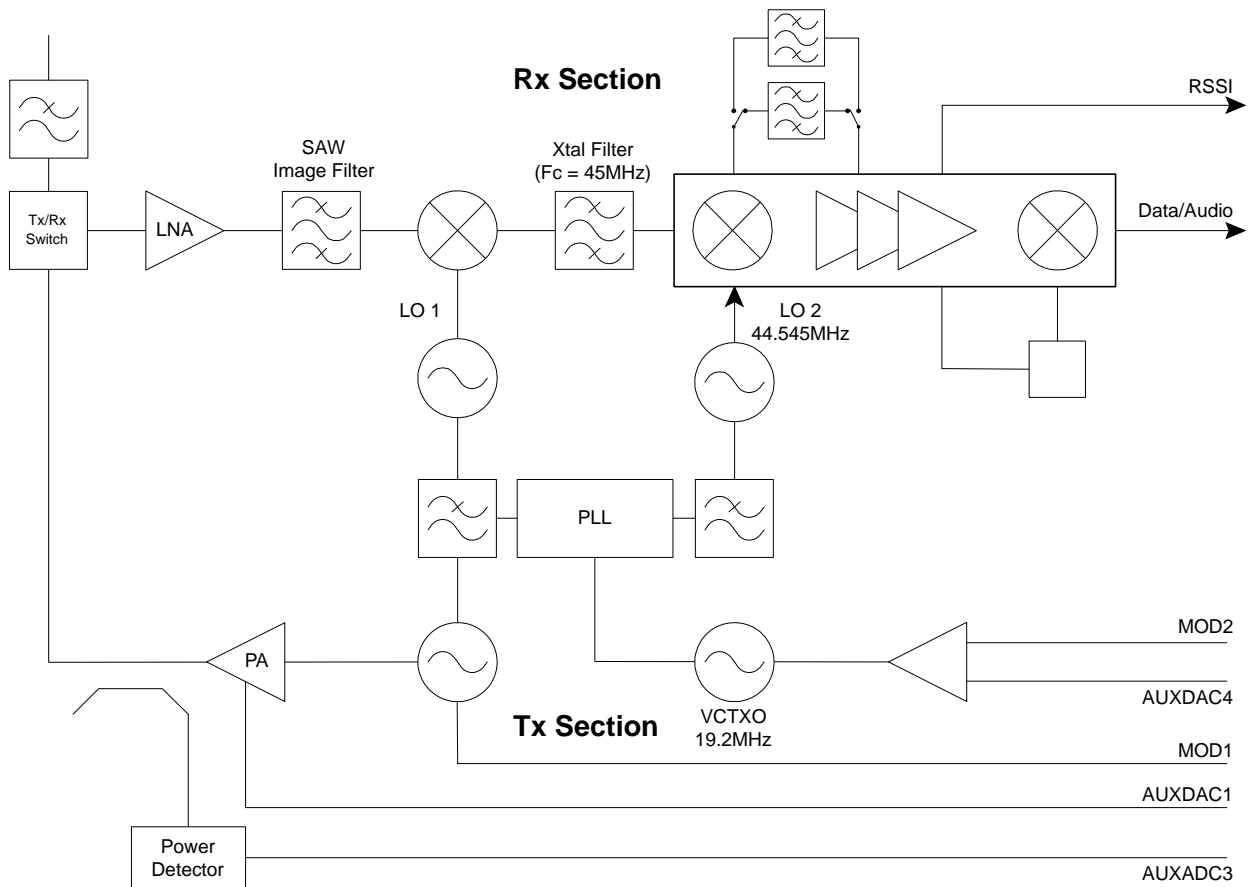 Rx Section
RSSI
SAW
Image Filter
Xtal Filter
(Fc = 45MHz)
Tx/Rx
Switch
LNA
Data/Audio
LO 1
LO 2
44.545MHz
PLL
MOD2
PA
AUXDAC4
Tx Section
VCTXO
19.2MHz
MOD1
AUXDAC1
Power
Detector
AUXADC3